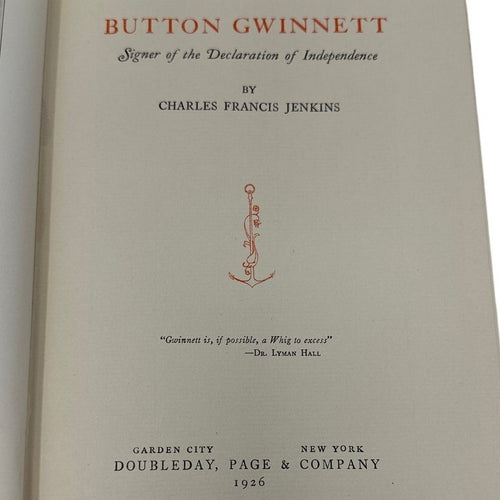 BUTTON GWINNETT
Signer of the Declaration of Independence
BY
CHARLES FRANCIS JENKINS
"Gwinnett is, if possible, a Whig to excess"
—DR. LYMAN HALL
GARDEN CITY NEW YORK
DOUBLEDAY, PAGE & COMPANY
1926